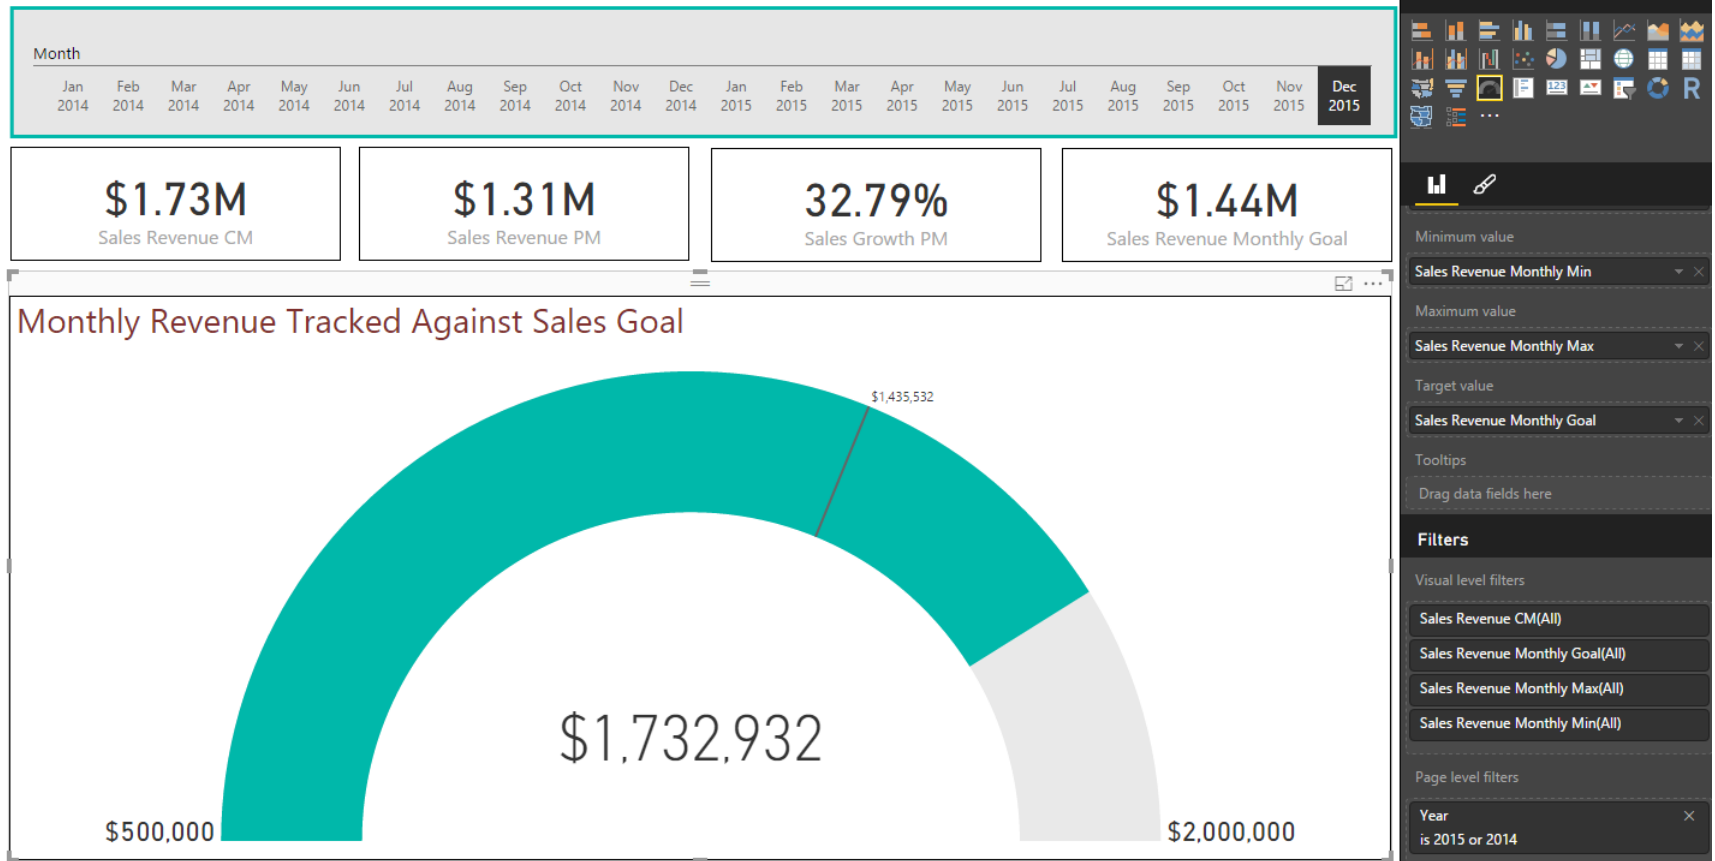 Month
Jan Feb Mar Apr May Jun Jul Aug Sep Oct Nov Dec Jan Feb Mar Apr May Jun Jul Aug Sep Oct Nov Dec
2014 2014 2014 2014 2014 2014 2014 2014 2014 2014 2014 2014 2015 2015 2015 2015 2015 2015 2015 2015 2015 2015 2015 2015
$1.73M
Sales Revenue CM
$1.31M
Sales Revenue PM
32.79%
Sales Growth PM
$1.44M
Sales Revenue Monthly Goal
Monthly Revenue Tracked Against Sales Goal
$1,435,532
$1,732,932
$500,000
$2,000,000
123
R
Minimum value
Sales Revenue Monthly Min
Maximum value
Sales Revenue Monthly Max
Target value
Sales Revenue Monthly Goal
Tooltips
Drag data fields here
Filters
Visual level filters
Sales Revenue CM(All)
Sales Revenue Monthly Goal(All)
Sales Revenue Monthly Max(All)
Sales Revenue Monthly Min(All)
Page level filters
Year
is 2015 or 2014